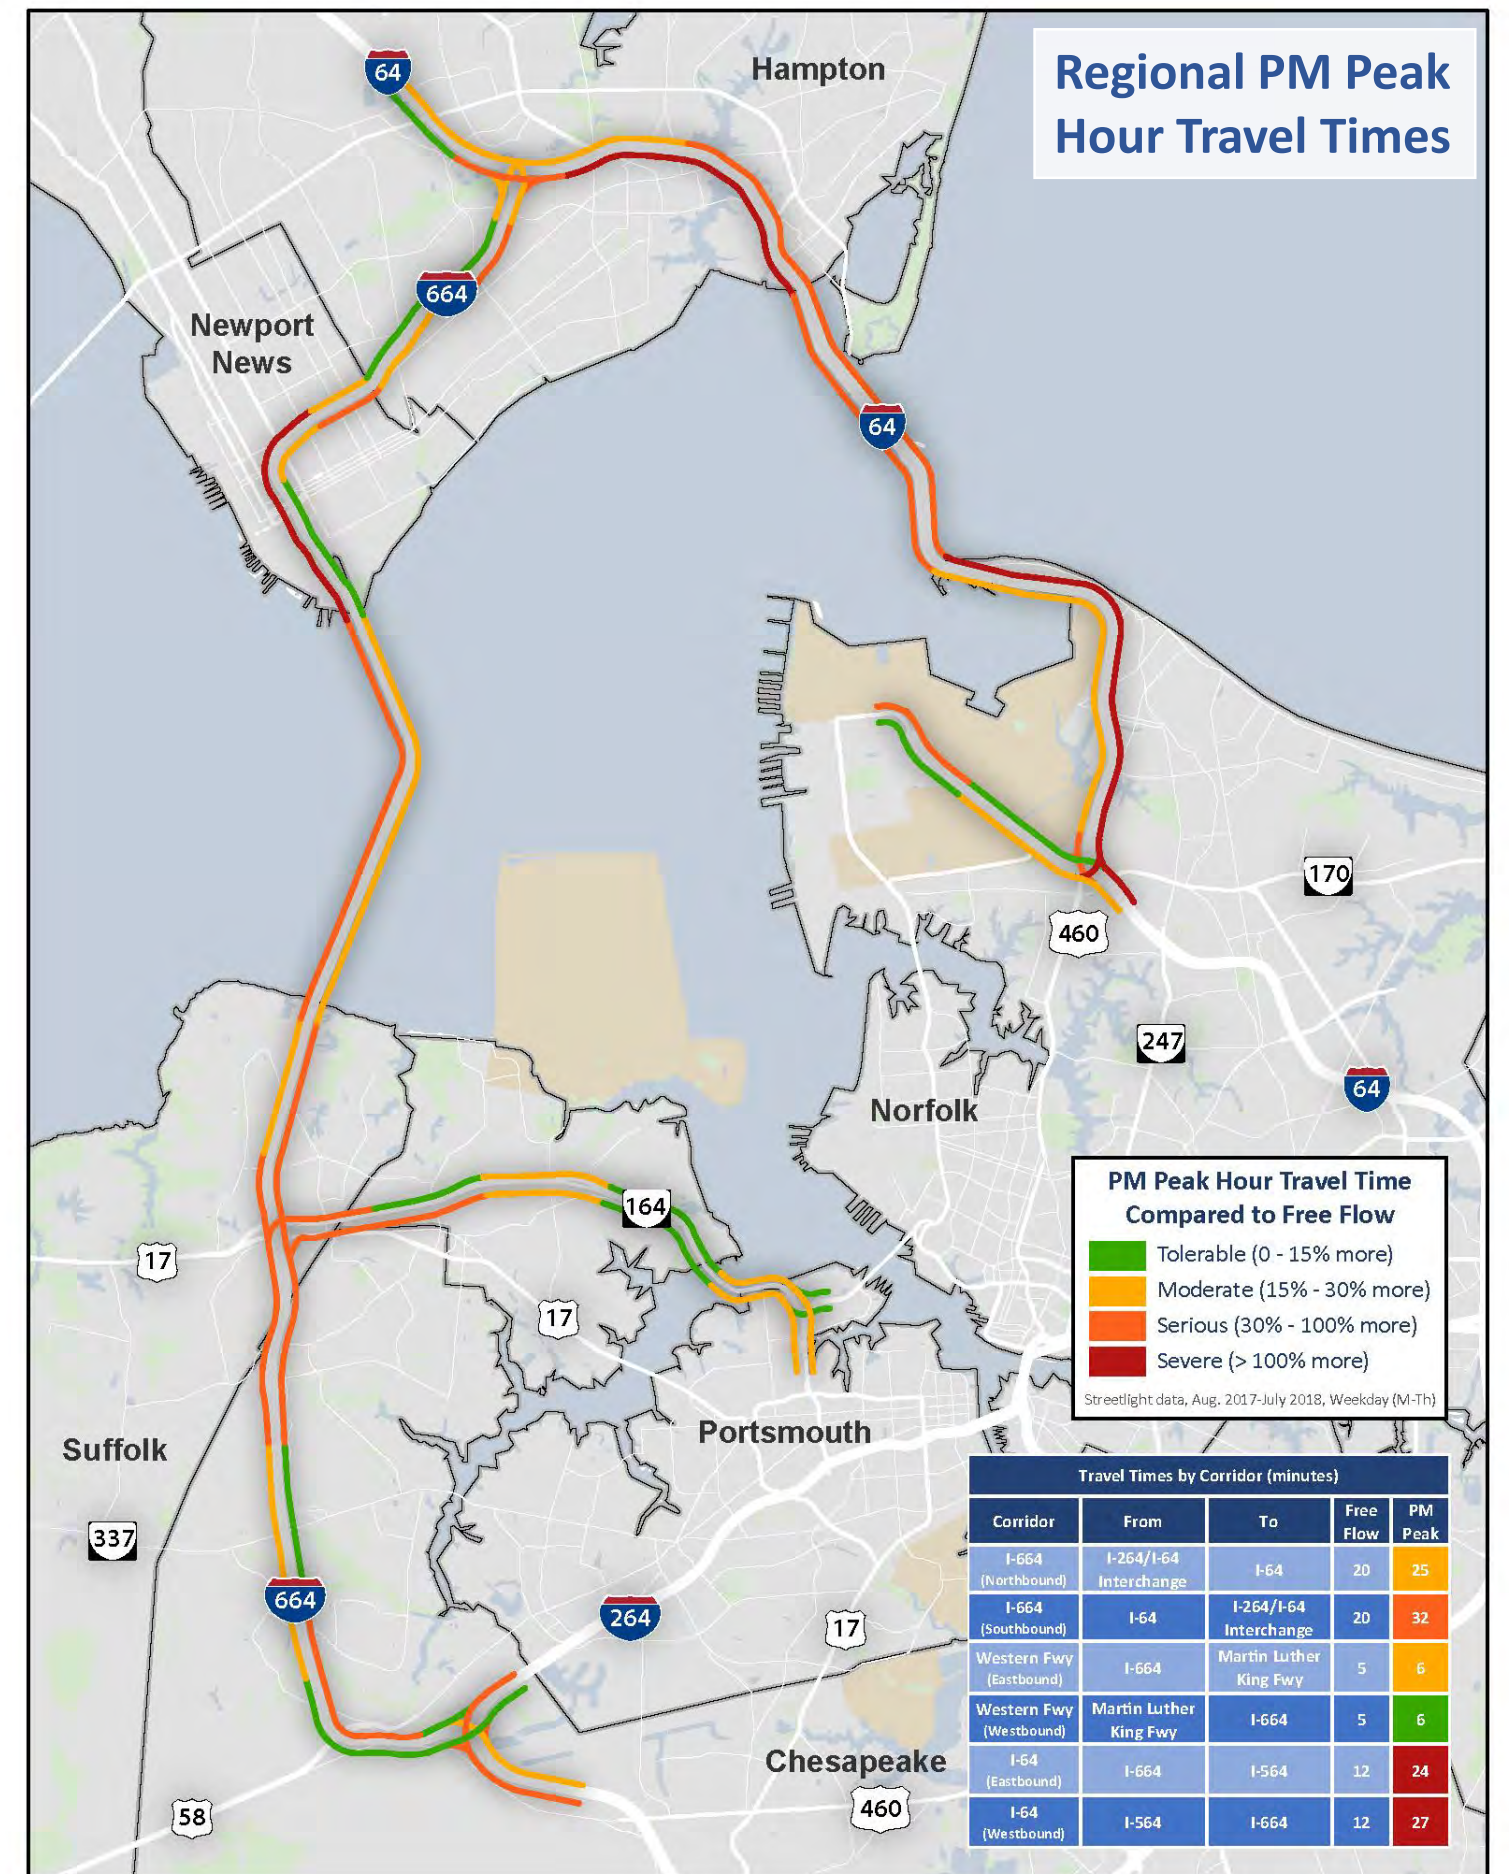 Regional PM Peak
Hour Travel Times
64
Hampton
664
Newport
News
64
170
460
247
64
Norfolk
164
17
17
Suffolk
Portsmouth
337
664
264
17
Chesapeake
58
460
PM Peak Hour Travel Time
Compared to Free Flow
Tolerable (0 - 15% more)
Moderate (15% - 30% more)
Serious (30% - 100% more)
Severe (> 100% more)
Streetlight data, Aug. 2017-July 2018, Weekday (M-Th)
Travel Times by Corridor (minutes)
Corridor From To Free Flow PM Peak
I-664 (Northbound) I-264/I-64 Interchange I-64 20 25
I-664 (Southbound) I-64 I-264/I-64 Interchange 20 32
Western Fwy (Eastbound) I-664 Martin Luther King Fwy 5 6
Western Fwy (Westbound) Martin Luther King Fwy I-664 5 6
I-64 (Eastbound) I-664 I-564 12 24
I-64 (Westbound) I-564 I-664 12 27